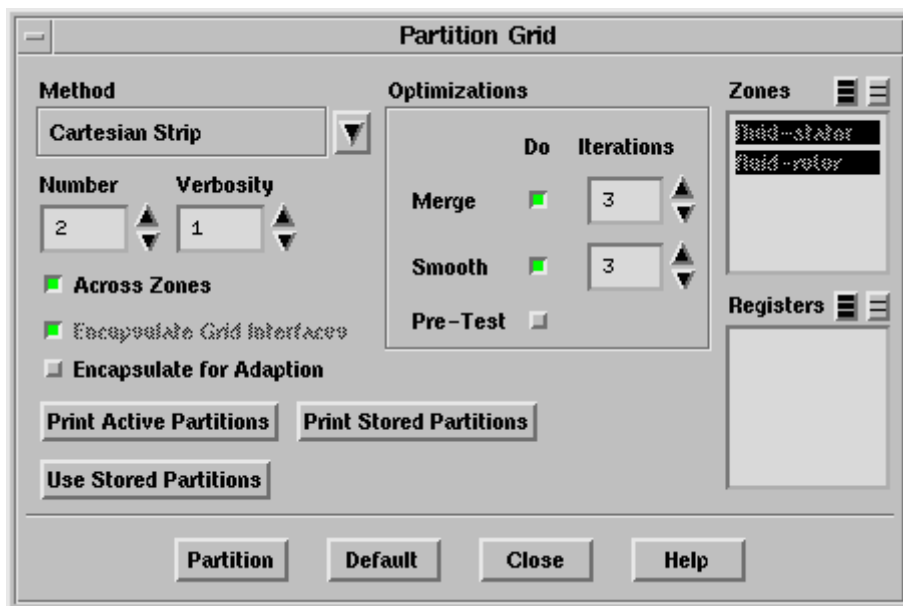 Partition Grid
Method
Cartesian Strip
Number Verbosity
2 1
Across Zones
Encapsulate Grid Interfaces
Encapsulate for Adaption
Print Active Partitions Print Stored Partitions
Use Stored Partitions
Optimizations
Do Iterations
Merge 3
Smooth 3
Pre-Test
Zones
fluid-stator
fluid-rotor
Registers
Partition Default Close Help